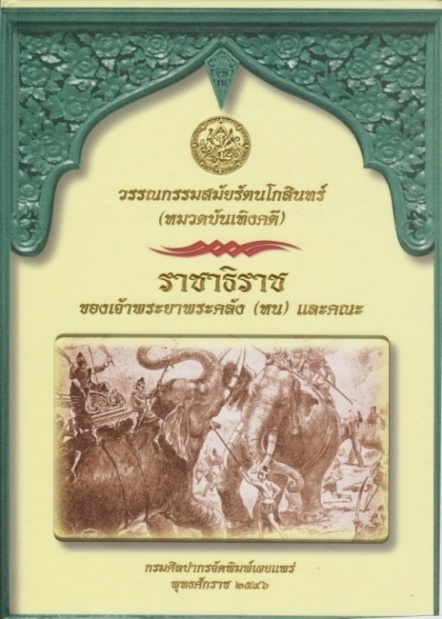 วรรณกรรมสมัยรัตนโกสินทร์
(หมวดบันเทิงคดี)
ราชาธิราช
ของเจ้าพระยาพระคลัง (หน) และคณะ
กรมศิลปากรจัดพิมพ์เผยแพร่
พุทธศักราช ๒๕๔๖